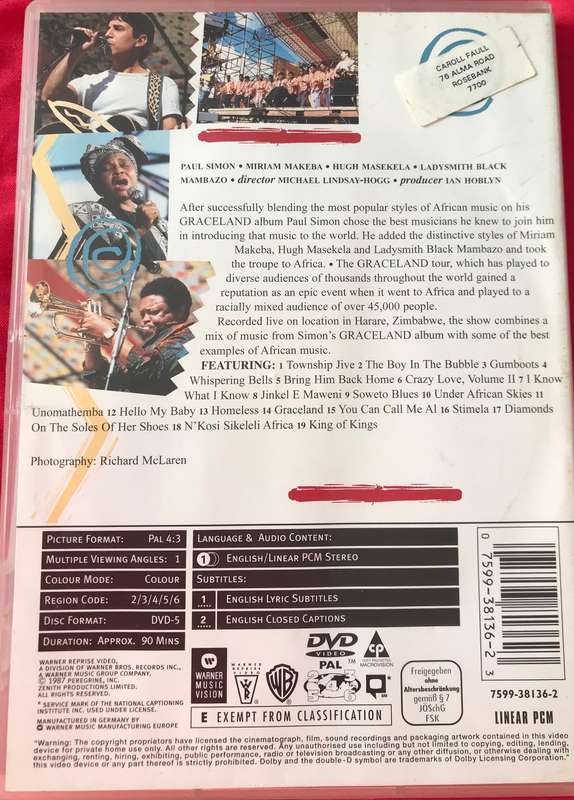 CAROLL FAULL
76 ALMA ROAD
ROSEBANK
7700
PAUL SIMON • MIRIAM MAKEBA • HUGH MASEKELA • LADYSMITH BLACK
MAMBAZO • director MICHAEL LINDSAY-HOGG • producer IAN HOBLYN
After successfully blending the most popular styles of African music on his
GRACELAND album Paul Simon chose the best musicians he knew to join him
in introducing that music to the world. He added the distinctive styles of Miriam
Makeba, Hugh Masekela and Ladysmith Black Mambazo and took
the troupe to Africa. • The GRACELAND tour, which has played to
diverse audiences of thousands throughout the world gained a
reputation as an epic event when it went to Africa and played to a
racially mixed audience of over 45,000 people.
Recorded live on location in Harare, Zimbabwe, the show combines a
mix of music from Simon's GRACELAND album with some of the best
examples of African music.
FEATURING: 1 Township Jive 2 The Boy In The Bubble 3 Gumboots 4
Whispering Bells 5 Bring Him Back Home 6 Crazy Love, Volume II 7 I Know
What I Know 8 Jinkel E Maweni 9 Soweto Blues 10 Under African Skies 11
Unomathemba 12 Hello My Baby 13 Homeless 14 Graceland 15 You Can Call Me Al 16 Stimela 17 Diamonds
On The Soles Of Her Shoes 18 N'Kosi Sikeleli Africa 19 King of Kings
Photography: Richard McLaren
PICTURE FORMAT: PAL 4:3
MULTIPLE VIEWING ANGLES: 1
COLOUR MODE: COLOUR
REGION CODE: 2/3/4/5/6
DISC FORMAT: DVD-5
DURATION: APPROX. 90 MINS
LANGUAGE & AUDIO CONTENT:
1 ENGLISH/LINEAR PCM STEREO
SUBTITLES:
1 ENGLISH LYRIC SUBTITLES
2 ENGLISH CLOSED CAPTIONS
0 7599-38136-2 3
WARNER REPRISE VIDEO,
A DIVISION OF WARNER BROS. RECORDS INC.,
A WARNER MUSIC GROUP COMPANY.
© 1987 PEREGRINE, INC.
ZENITH PRODUCTIONS LIMITED
ALL RIGHTS RESERVED.
* SERVICE MARK OF THE NATIONAL CAPTIONING
INSTITUTE INC. USED WITH PERMISSION.
MANUFACTURED IN GERMANY BY
WARNER MUSIC MANUFACTURING EUROPE
WARNER
MUSIC
VISION
WARNER
REPRISE
VIDEO
DVD
VIDEO
PAL™
COPY PROTECTED
MACROVISION
E EXEMPT FROM CLASSIFICATION
Freigegeben
ohne
Altersbeschränkung
gemäß § 7
JÖSchG
FSK
7599-38136-2
LINEAR PCM
"Warning: The copyright proprietors have licensed the cinematograph, film, sound recordings and packaging artwork contained in this video
device for private home use only. All other rights are reserved. Any unauthorised use including but not limited to copying, editing, lending,
exchanging, renting, hiring, exhibiting, public performance, radio or television broadcasting or any other diffusion, or otherwise dealing with
this video device or any part thereof is strictly prohibited. Dolby and the double-D symbol are trademarks of Dolby Licensing Corporation."